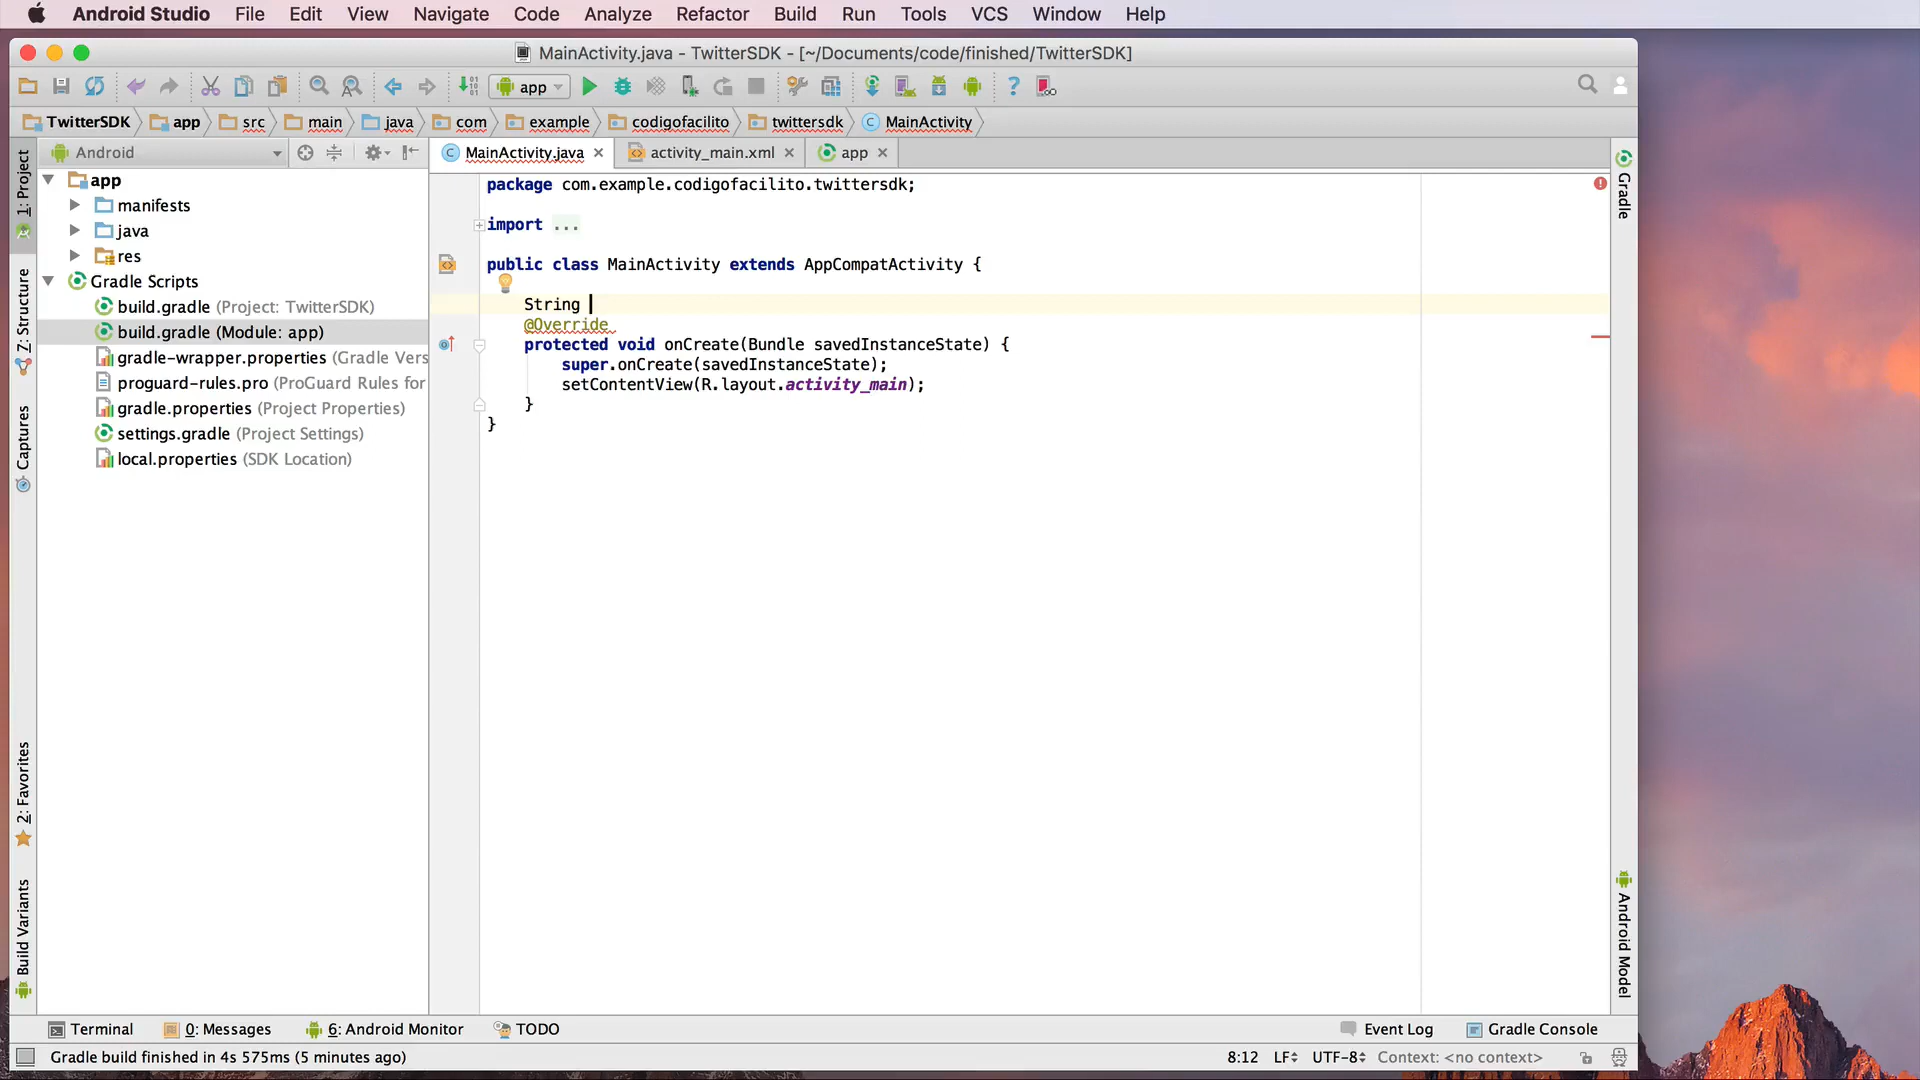 Android Studio File Edit View Navigate Code Analyze Refactor Build Run Tools VCS Window Help
MainActivity.java - TwitterSDK - [~/Documents/code/finished/TwitterSDK]
app
TwitterSDK app src main java com example codigofacilito twittersdk MainActivity
Android
MainActivity.java activity_main.xml app
1: Project
Z: Structure
Captures
2: Favorites
Build Variants
app
manifests
java
res
Gradle Scripts
build.gradle (Project: TwitterSDK)
build.gradle (Module: app)
gradle-wrapper.properties (Gradle Vers
proguard-rules.pro (ProGuard Rules for
gradle.properties (Project Properties)
settings.gradle (Project Settings)
local.properties (SDK Location)
package com.example.codigofacilito.twittersdk;
import ...
public class MainActivity extends AppCompatActivity {
String
@Override
protected void onCreate(Bundle savedInstanceState) {
super.onCreate(savedInstanceState);
setContentView(R.layout.activity_main);
}
}
Gradle
Android Model
Terminal 0: Messages 6: Android Monitor TODO Event Log Gradle Console
Gradle build finished in 4s 575ms (5 minutes ago) 8:12 LF UTF-8 Context: <no context>